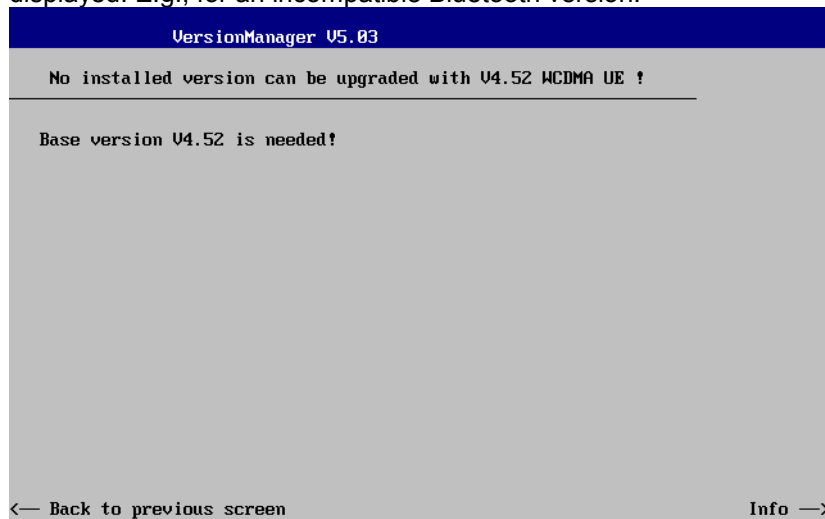 displayed. E.g., for an incompatible Bluetooth version:
VersionManager V5.03
No installed version can be upgraded with V4.52 WCDMA UE !
Base version V4.52 is needed!
<— Back to previous screen
Info —>